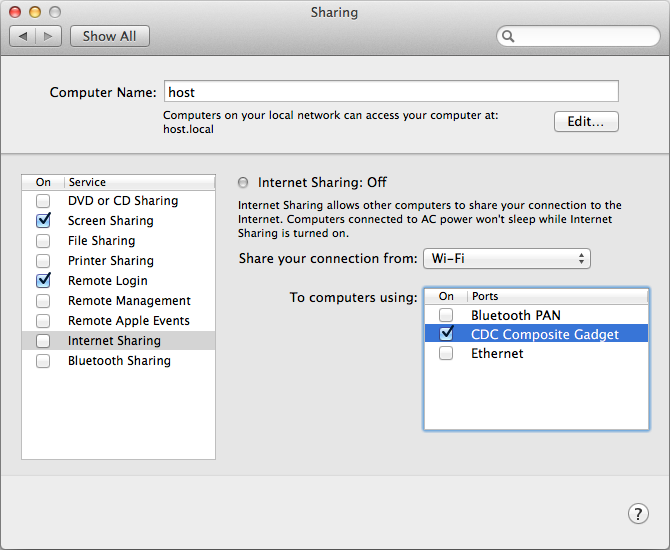 Sharing
Show All
Computer Name: host
Computers on your local network can access your computer at:
host.local
Edit...
On Service
DVD or CD Sharing
Screen Sharing
File Sharing
Printer Sharing
Remote Login
Remote Management
Remote Apple Events
Internet Sharing
Bluetooth Sharing
Internet Sharing: Off
Internet Sharing allows other computers to share your connection to the
Internet. Computers connected to AC power won't sleep while Internet
Sharing is turned on.
Share your connection from: Wi-Fi
To computers using:
On Ports
Bluetooth PAN
CDC Composite Gadget
Ethernet
?